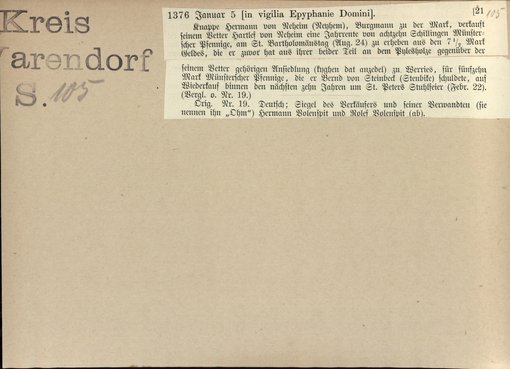 Kreis
Warendorf
S. 105
1376 Januar 5 [in vigilia Epyphanie Domini].
[21
105
Knappe Hermann von Neheim (Neyhem), Burgmann zu der Mark, verkauft
seinem Vetter Hartlef von Neheim eine Jahrrente von achtzehn Schillingen Münster-
scher Pfennige, am St. Bartholomäustag (Aug. 24) zu erheben aus den 7 1/2 Mark
Geldes, die er zuvor hat aus ihrer beider Teil an dem Pylesholze gegenüber der
seinem Vetter gehörigen Ansiedlung (tyghen dat anzedel) zu Werries, für fünfzehn
Mark Münsterscher Pfennige, die er Bernd von Steinbeck (Stenbike) schuldete, auf
Wiederkauf binnen den nächsten zehn Jahren um St. Peters Stuhlfeier (Febr. 22).
(Vergl. o. Nr. 19.)
Orig. Nr. 19. Deutsch; Siegel des Verkäufers und seiner Verwandten (sie
nennen ihn „Ohm") Hermann Volenspit und Rolef Volenspit (ab).